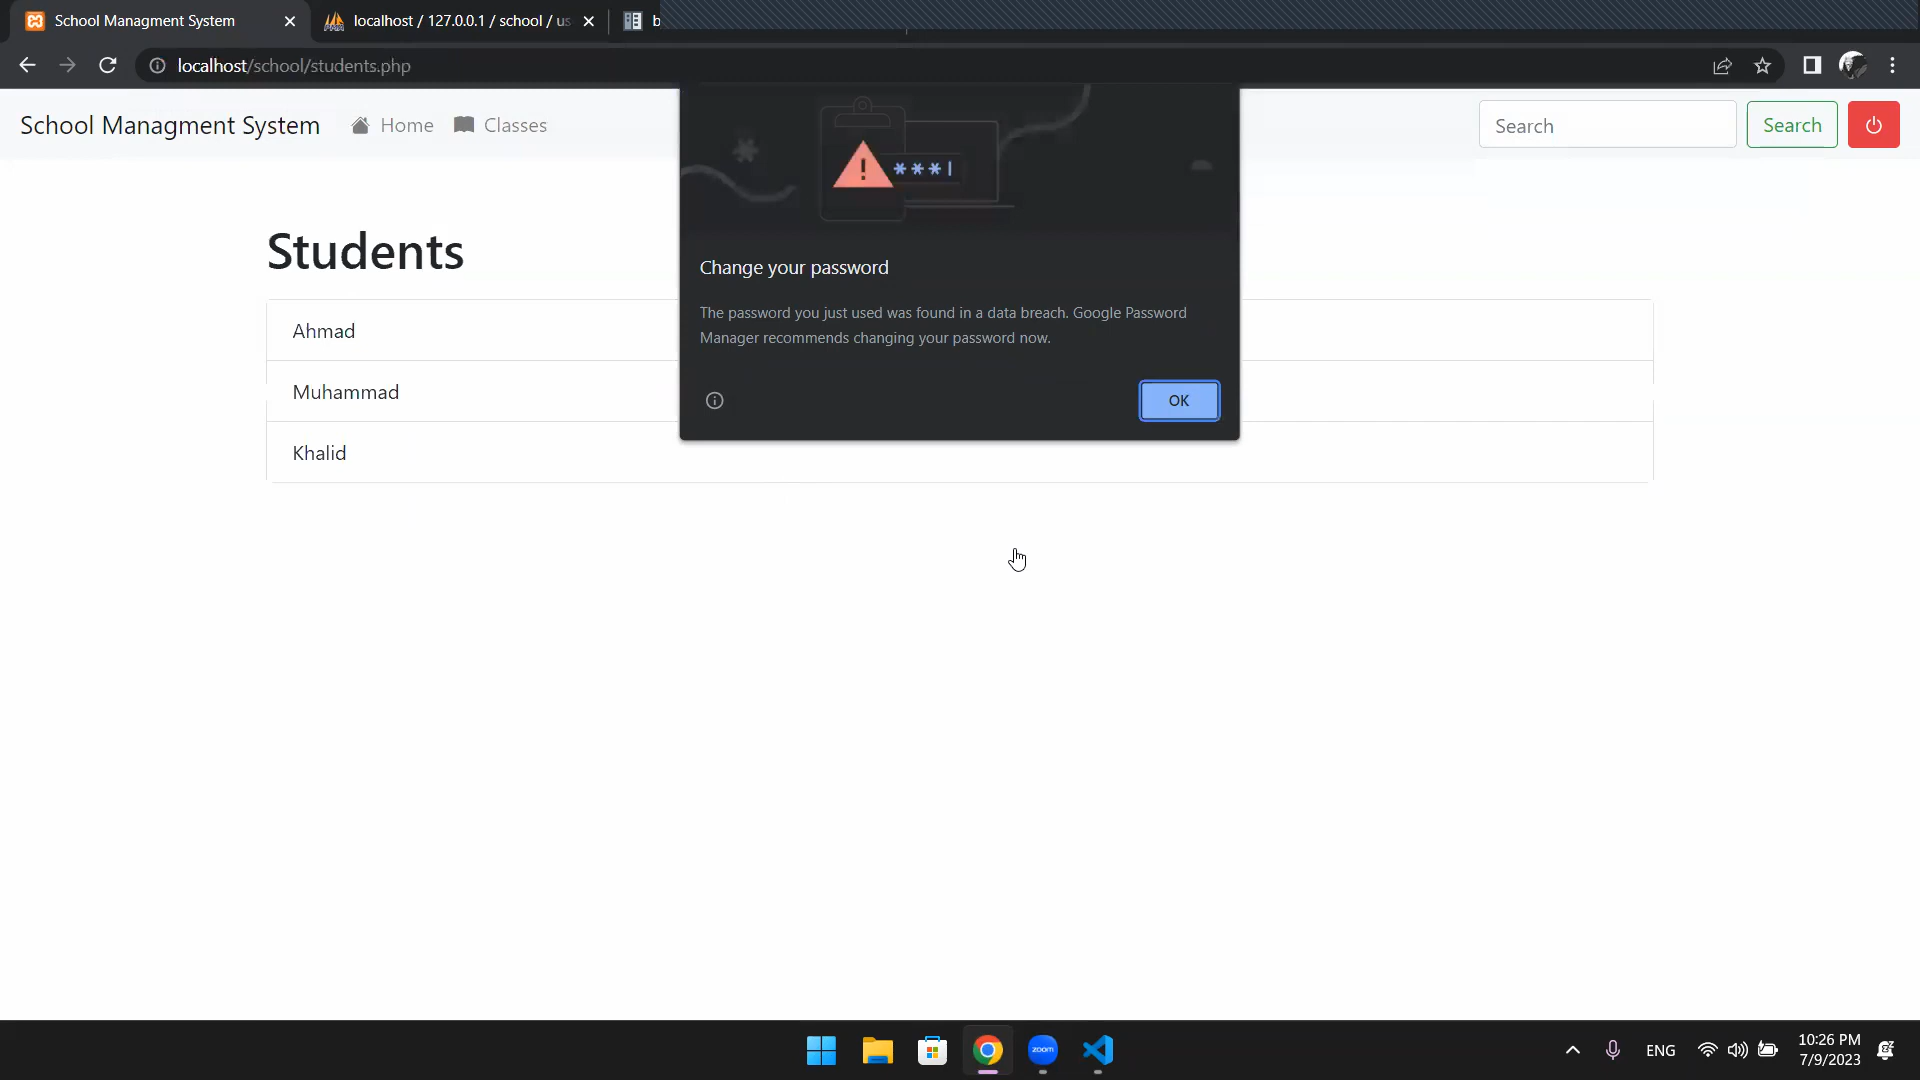 School Managment System
localhost / 127.0.0.1 / school / us
b
localhost/school/students.php
School Managment System
Home
Classes
Search
Search
***|
Students
Change your password
The password you just used was found in a data breach. Google Password
Manager recommends changing your password now.
OK
Ahmad
Muhammad
Khalid
zoom
ENG
10:26 PM
7/9/2023